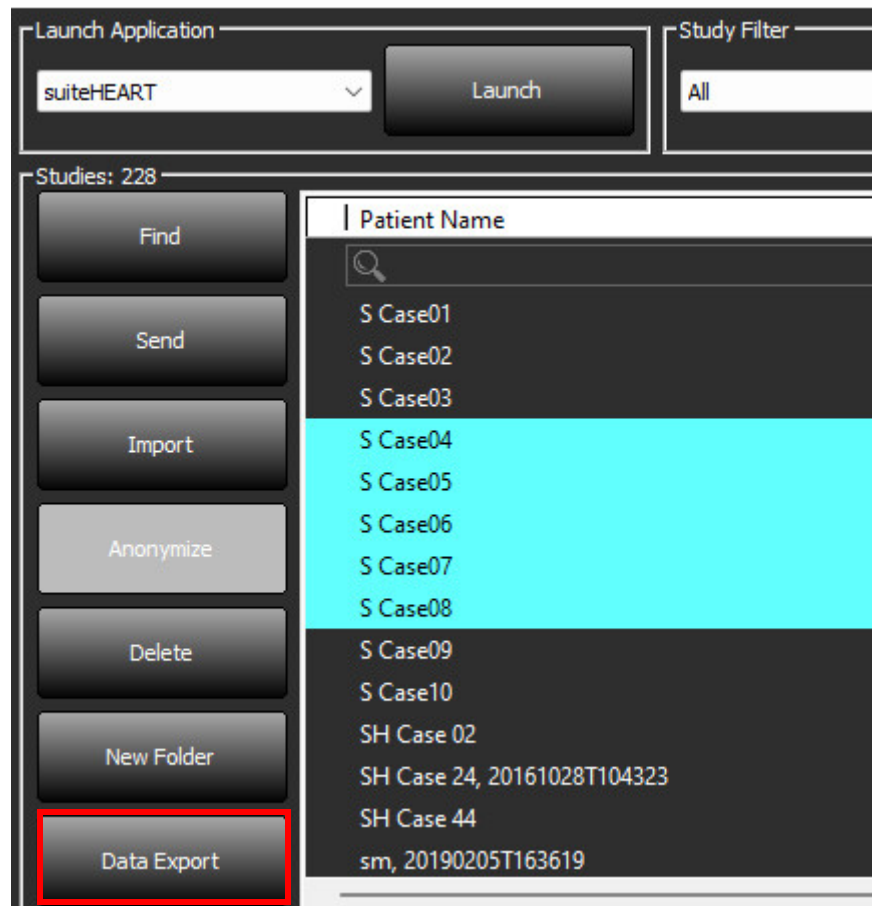 Launch Application
Study Filter
suiteHEART
Launch
All
Studies: 228
Find
Send
Import
Anonymize
Delete
New Folder
Data Export
Patient Name
S Case01
S Case02
S Case03
S Case04
S Case05
S Case06
S Case07
S Case08
S Case09
S Case10
SH Case 02
SH Case 24, 20161028T104323
SH Case 44
sm, 20190205T163619